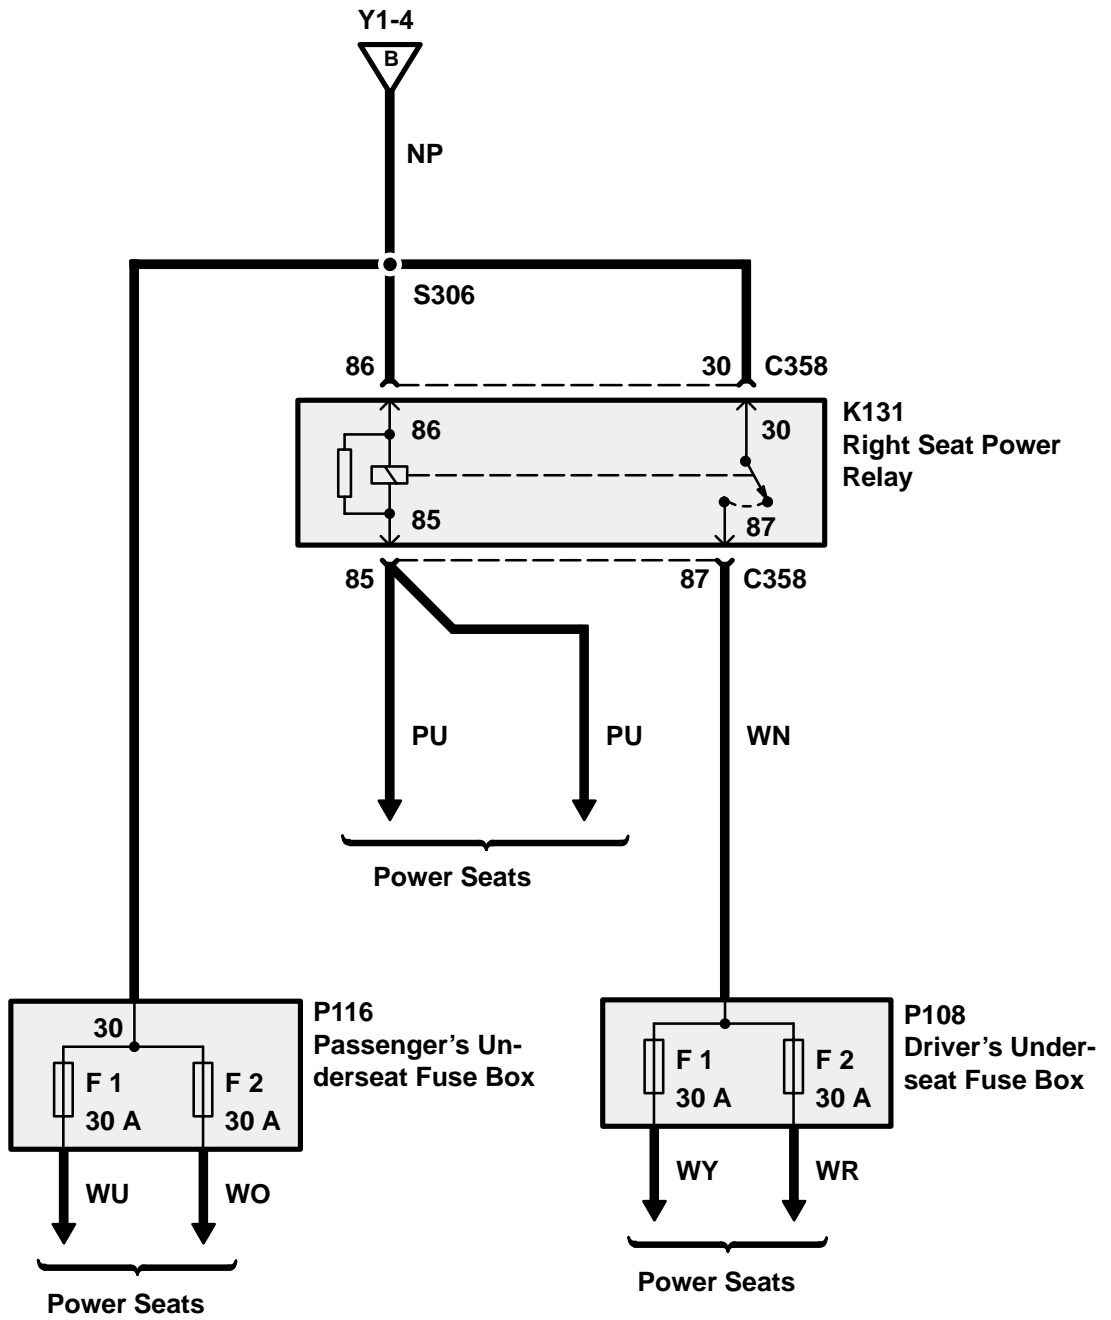 Y1-4
B
NP
S306
86
30
C358
86
30
K131
Right Seat Power
Relay
85
87
85
87
C358
PU
PU
WN
Power Seats
P116
Passenger’s Un-
derseat Fuse Box
30
F 1
30 A
F 2
30 A
P108
Driver’s Under-
seat Fuse Box
F 1
30 A
F 2
30 A
WU
WO
WY
WR
Power Seats
Power Seats